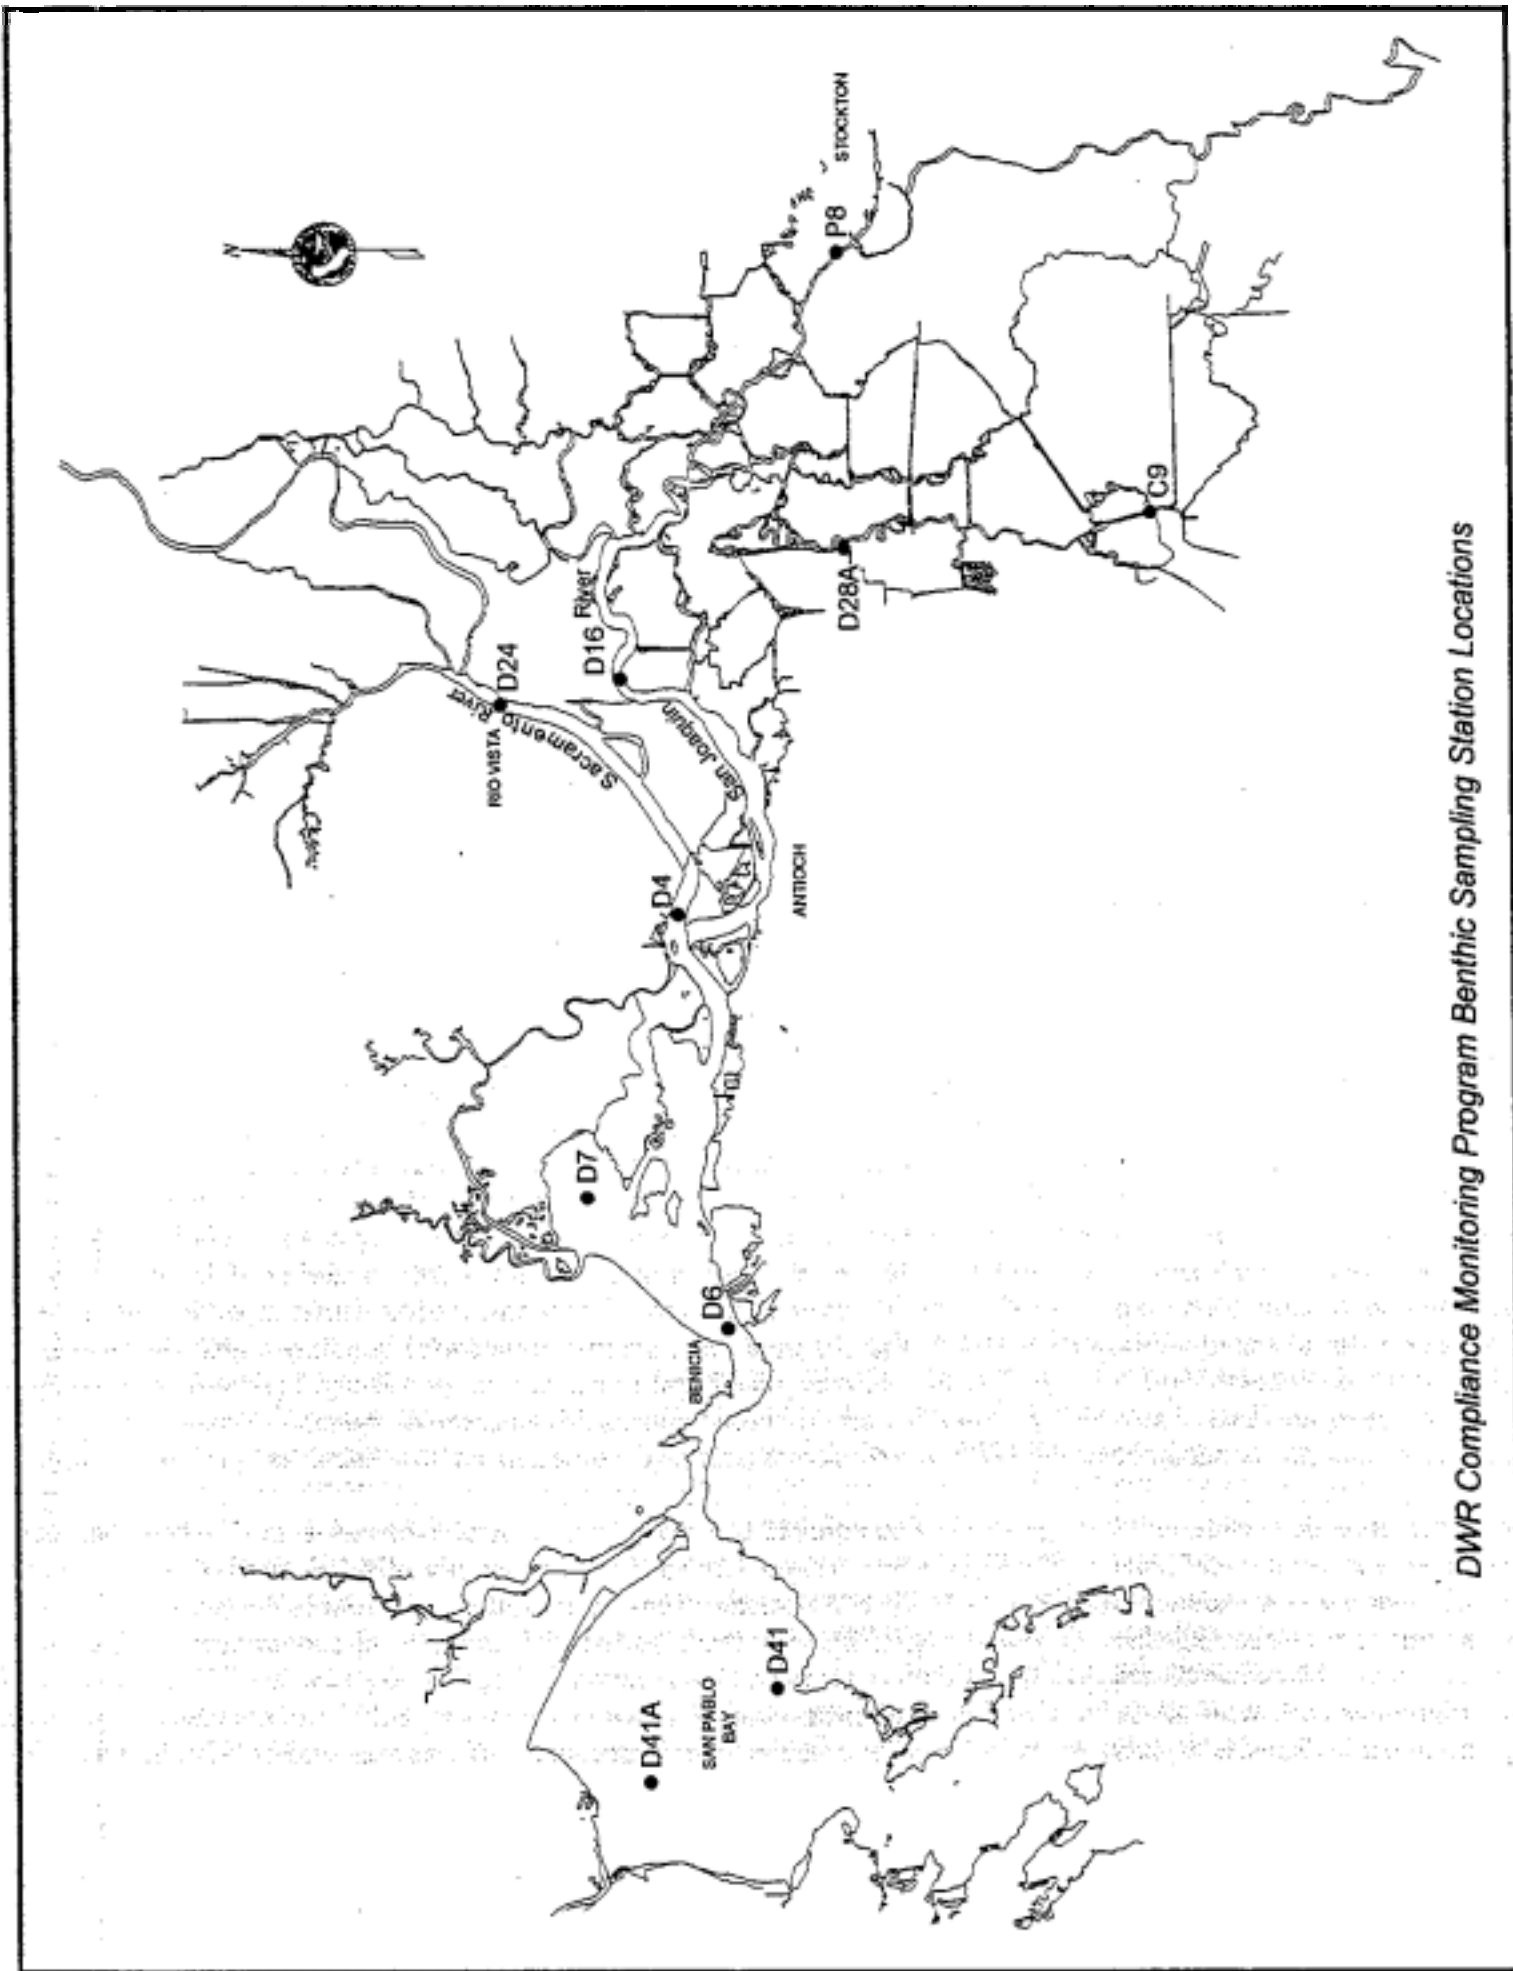 N
STOCKTON
P8
RIO VISTA
D24
Sacramento River
D16
San Joaquin
River
D28A
C9
D4
ANTIOCH
D7
D6
BENICIA
D41A
SAN PABLO
BAY
D41
DWR Compliance Monitoring Program Benthic Sampling Station Locations